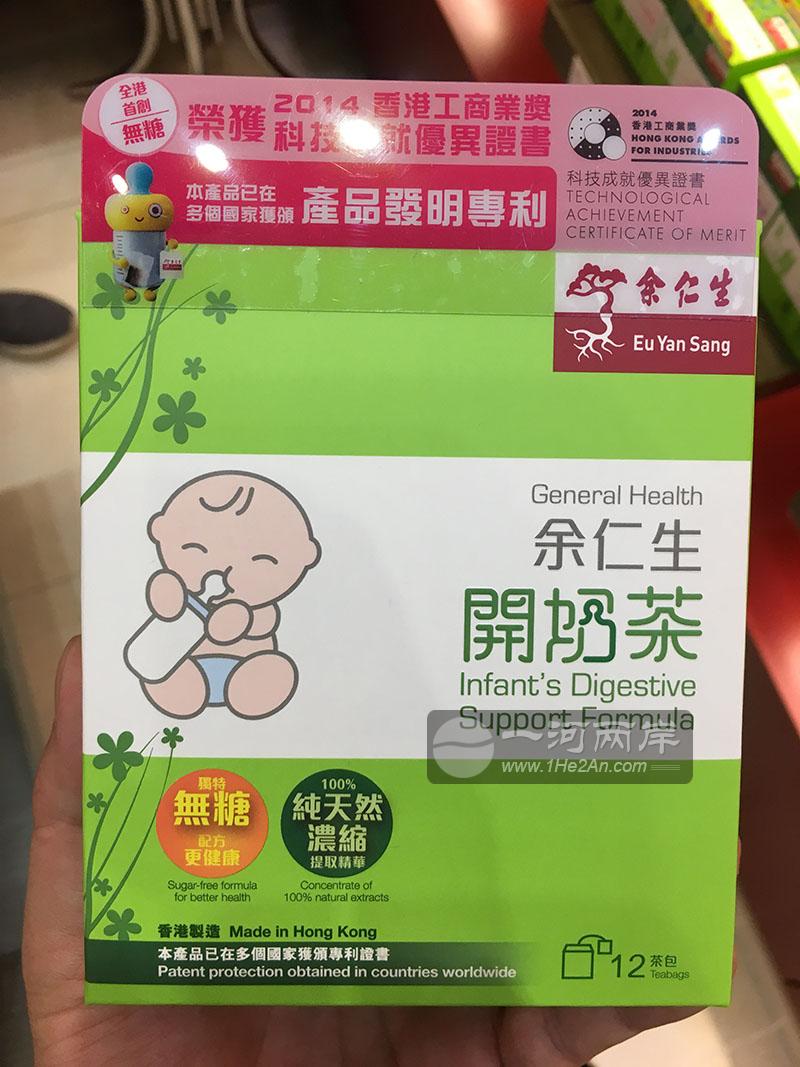 全港
首創
無糖
榮獲
2014 香港工商業獎
科技成就優異證書
本產品已在
多個國家獲頒
產品發明專利
2014
香港工商業獎
HONG KONG AWARDS
FOR INDUSTRIES
科技成就優異證書
TECHNOLOGICAL
ACHIEVEMENT
CERTIFICATE OF MERIT
余仁生
Eu Yan Sang
General Health
余仁生
開奶茶
Infant's Digestive
Support Formula
一河两岸
www.1He2An.com
獨特
無糖
配方
更健康
Sugar-free formula
for better health
100%
純天然
濃縮
提取精華
Concentrate of
100% natural extracts
香港製造 Made in Hong Kong
本產品已在多個國家獲頒專利證書
Patent protection obtained in countries worldwide
12 茶包
Teabags